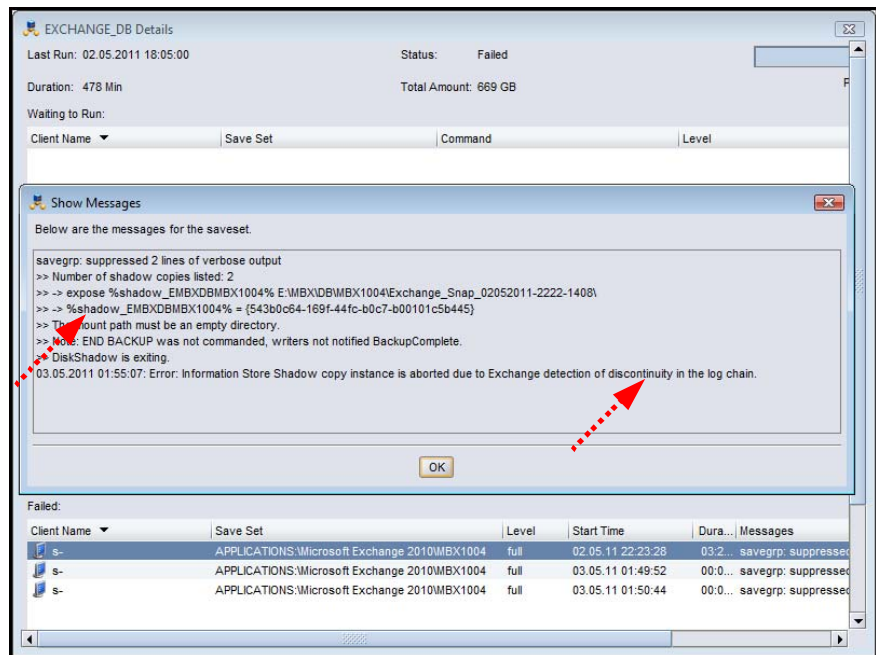 EXCHANGE_DB Details
Last Run: 02.05.2011 18:05:00 Status: Failed
Duration: 478 Min Total Amount: 669 GB
Waiting to Run:
Client Name Save Set Command Level
Show Messages
Below are the messages for the saveset.
savegrp: suppressed 2 lines of verbose output
>> Number of shadow copies listed: 2
>> -> expose %shadow_EMBXDBMBX1004% E:\MBX\DB\MBX1004\Exchange_Snap_02052011-2222-1408\
>> -> %shadow_EMBXDBMBX1004% = {543b0c64-169f-44fc-b0c7-b00101c5b445}
>> The mount path must be an empty directory.
>> Note: END BACKUP was not commanded, writers not notified BackupComplete.
>> DiskShadow is exiting.
03.05.2011 01:55:07: Error: Information Store Shadow copy instance is aborted due to Exchange detection of discontinuity in the log chain.
OK
Failed:
Client Name Save Set Level Start Time Dura... Messages
s- APPLICATIONS:\Microsoft Exchange 2010\MBX1004 full 02.05.11 22:23:28 03:2... savegrp: suppressed
s- APPLICATIONS:\Microsoft Exchange 2010\MBX1004 full 03.05.11 01:49:52 00:0... savegrp: suppressed
s- APPLICATIONS:\Microsoft Exchange 2010\MBX1004 full 03.05.11 01:50:44 00:0... savegrp: suppressed